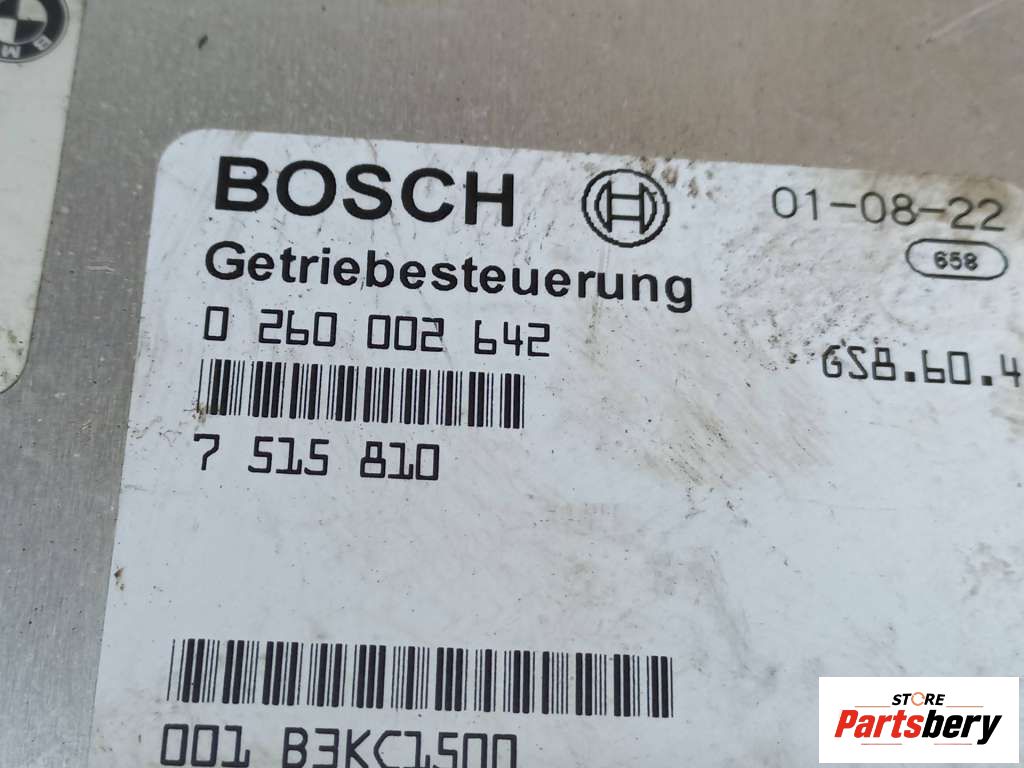 BMW
BOSCH
01-08-22
658
Getriebesteuerung
0 260 002 642
GS8.60.4
7 515 810
001 B3KC1500
STORE
Partsbery